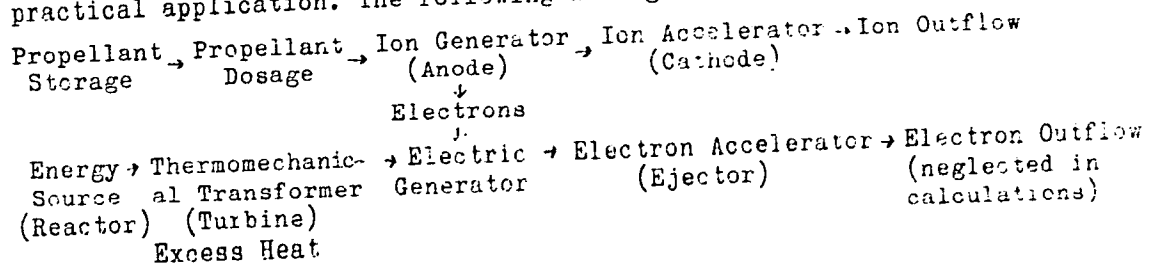 practical application. The following
Propellant → Propellant → Ion Generator → Ion Accelerator → Ion Outflow
Storage Dosage (Anode) (Cathode)
↓
Electrons
↓
Energy → Thermomechanic- → Electric → Electron Accelerator → Electron Outflow
Source al Transformer Generator (Ejector) (neglected in
(Reactor) (Turbine) calculations)
Excess Heat